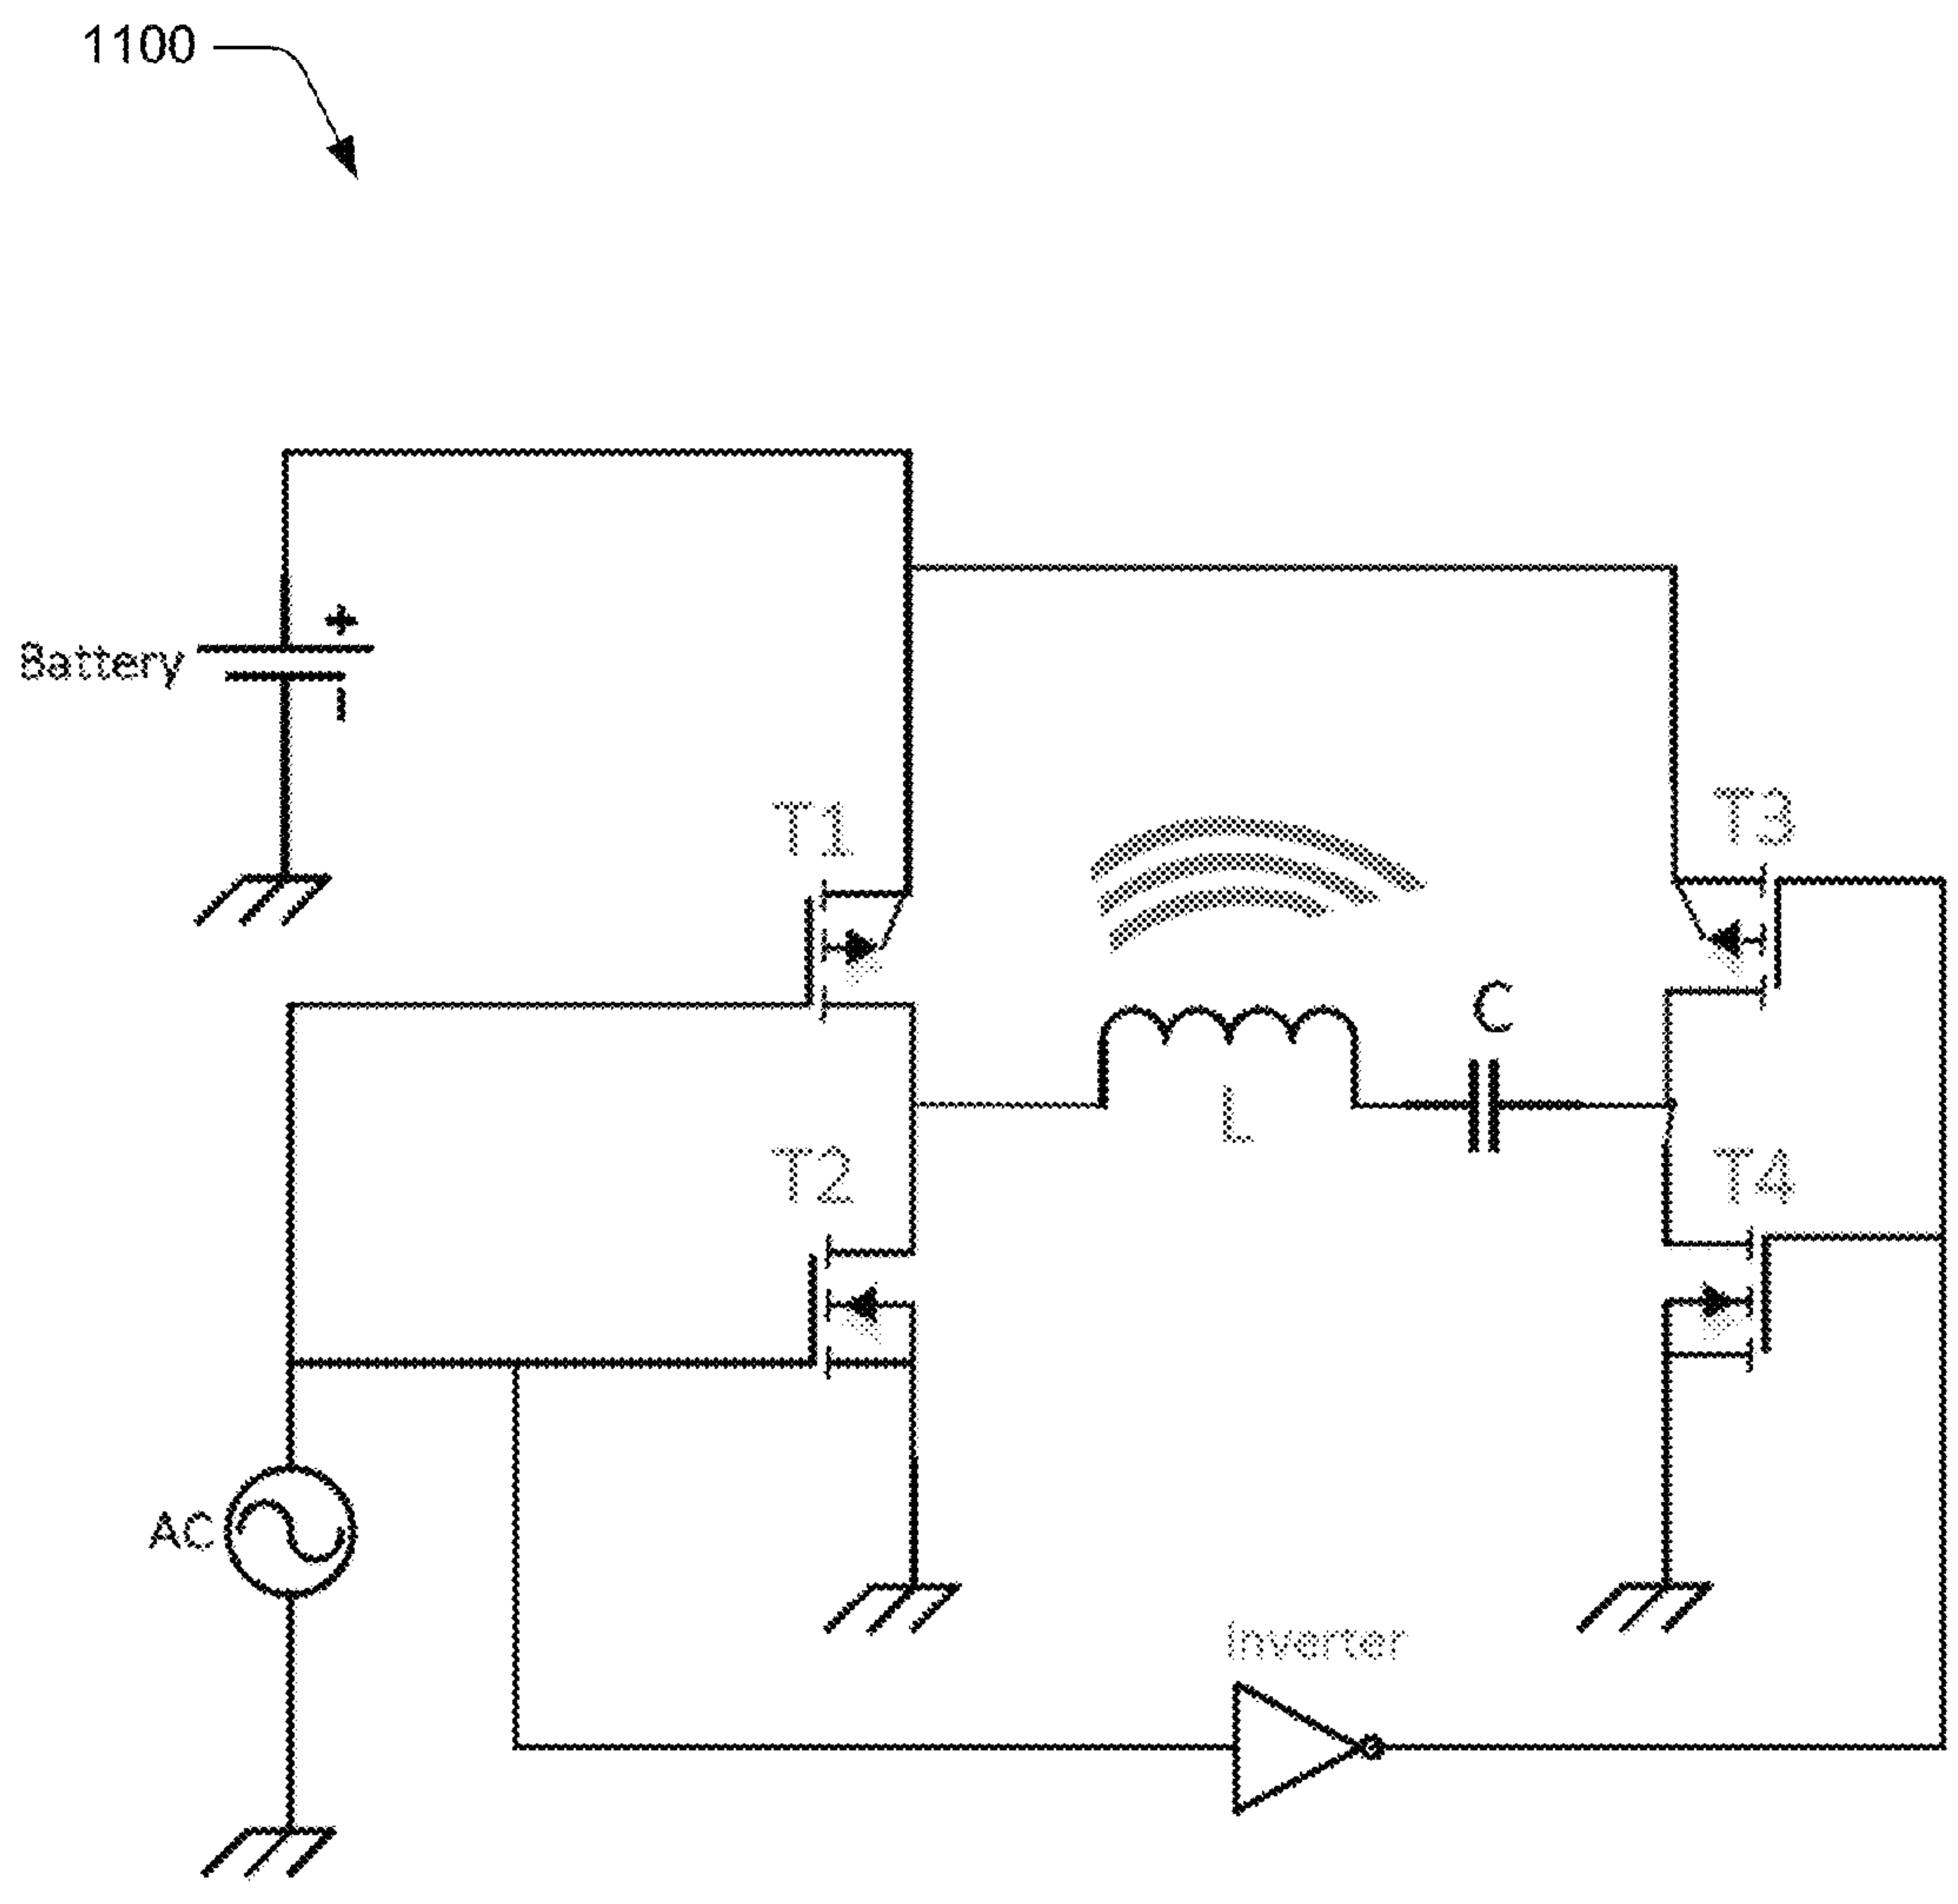 1100
+
Battery
T1
T3
C
L
T2
T4
AC
Inverter